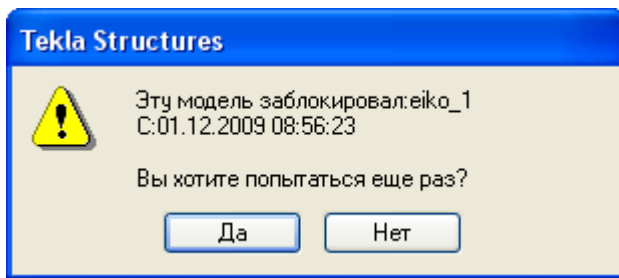 Tekla Structures
Эту модель заблокировал:eiko_1
С:01.12.2009 08:56:23
Вы хотите попытаться еще раз?
Да
Нет